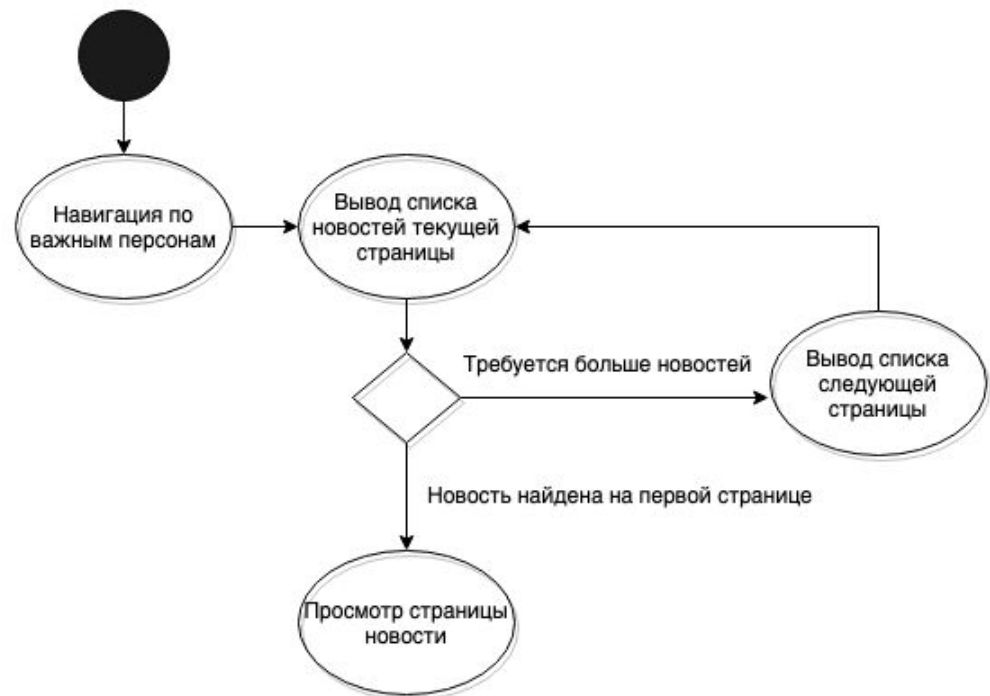 Навигация по
важным персонам
Вывод списка
новостей текущей
страницы
Требуется больше новостей
Вывод списка
следующей
страницы
Новость найдена на первой странице
Просмотр страницы
новости